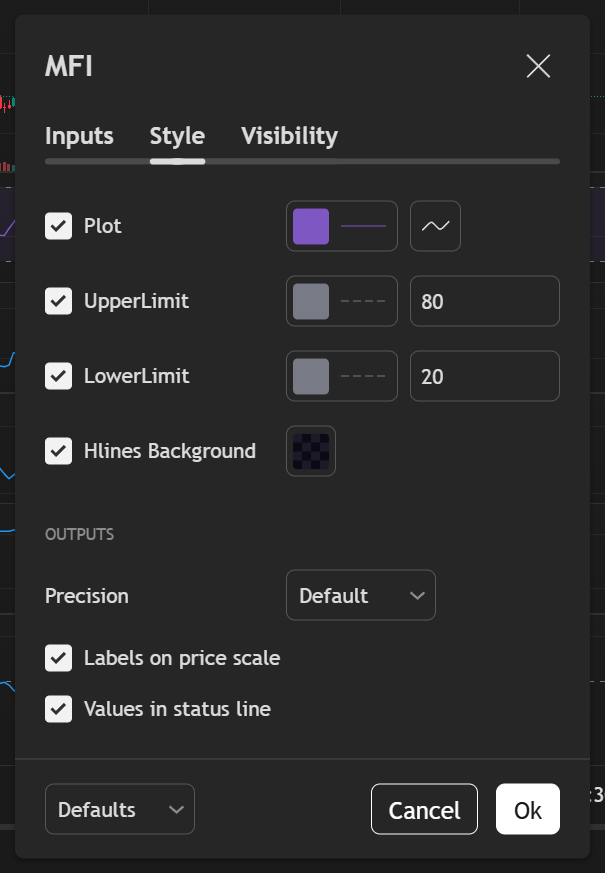 MFI
Inputs Style Visibility
Plot
UpperLimit 80
LowerLimit 20
Hlines Background
OUTPUTS
Precision Default
Labels on price scale
Values in status line
Defaults Cancel Ok
:3